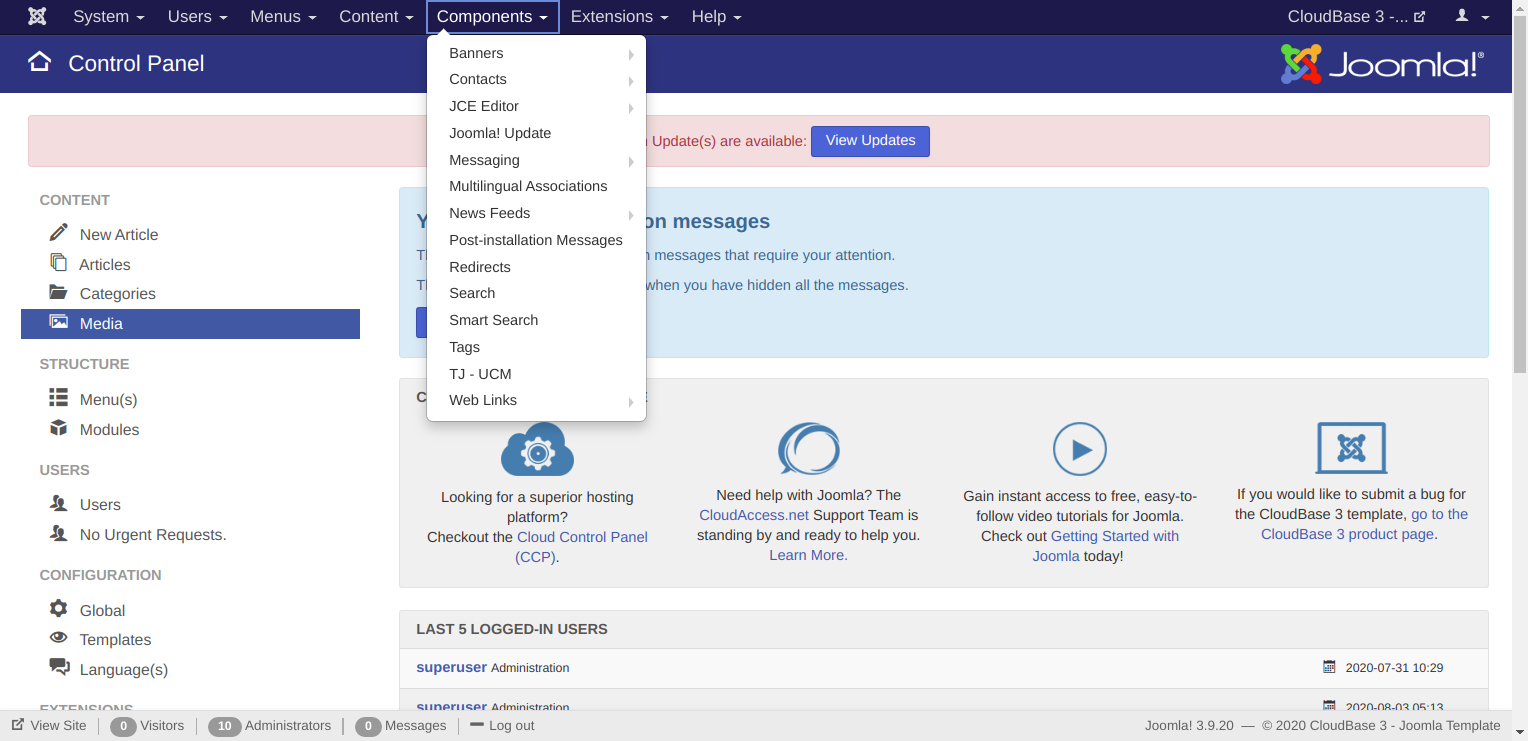 System Users Menus Content Components Extensions Help CloudBase 3 -...
Control Panel
Joomla!®
Banners
Contacts
JCE Editor
Joomla! Update
Messaging
Multilingual Associations
News Feeds
Post-installation Messages
Redirects
Search
Smart Search
Tags
TJ - UCM
Web Links
Update(s) are available: View Updates
CONTENT
New Article
Articles
Categories
Media
STRUCTURE
Menu(s)
Modules
USERS
Users
No Urgent Requests.
CONFIGURATION
Global
Templates
Language(s)
EXTENSIONS
on messages
messages that require your attention.
when you have hidden all the messages.
Looking for a superior hosting
platform?
Checkout the Cloud Control Panel
(CCP).
Need help with Joomla? The
CloudAccess.net Support Team is
standing by and ready to help you.
Learn More.
Gain instant access to free, easy-to-
follow video tutorials for Joomla.
Check out Getting Started with
Joomla today!
If you would like to submit a bug for
the CloudBase 3 template, go to the
CloudBase 3 product page.
LAST 5 LOGGED-IN USERS
superuser Administration 2020-07-31 10:29
superuser Administration 2020-08-03 05:13
View Site 0 Visitors 10 Administrators 0 Messages Log out Joomla! 3.9.20 — © 2020 CloudBase 3 - Joomla Template